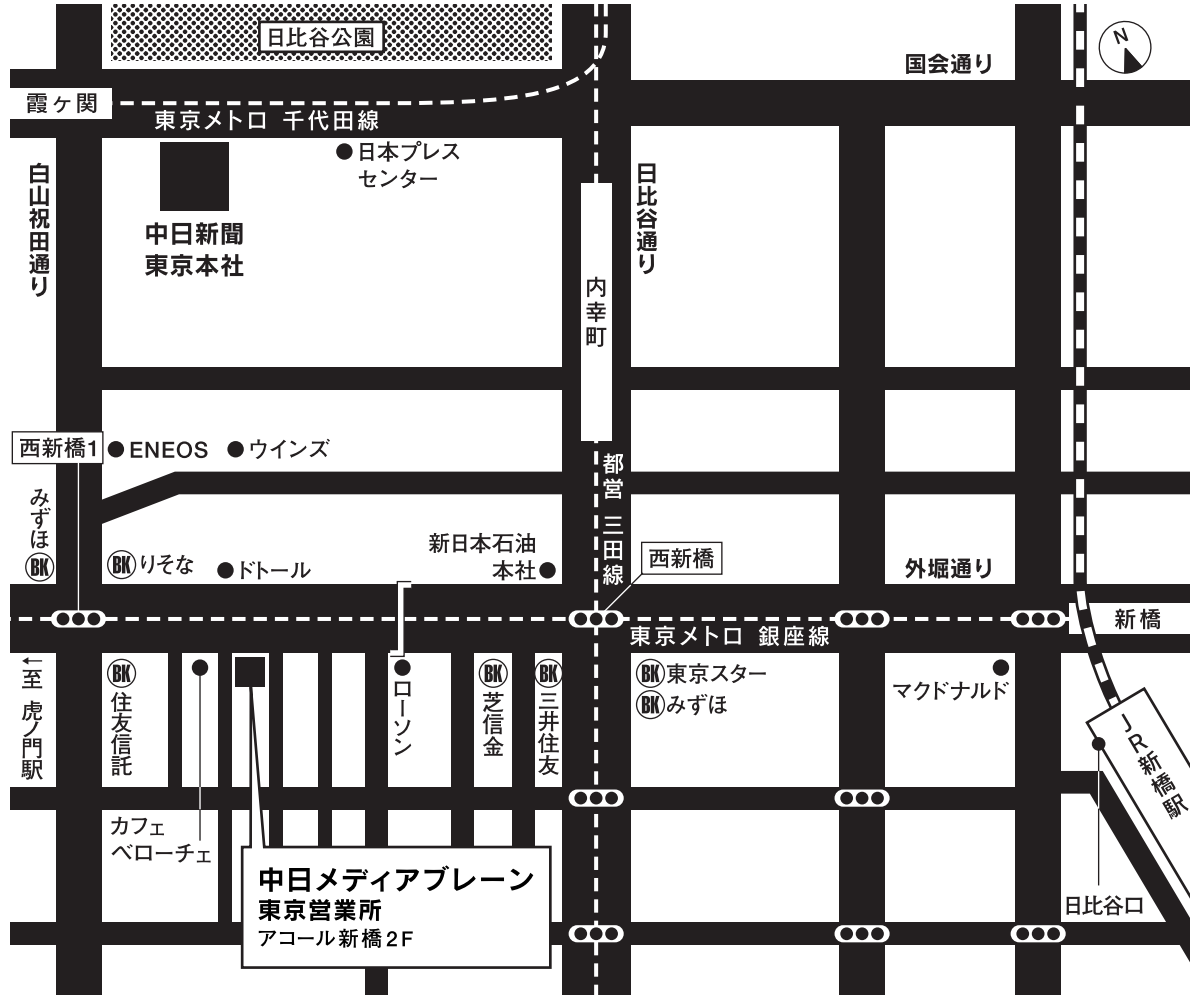 日比谷公園
N
国会通り
霞ヶ関
東京メトロ 千代田線
日本プレス
センター
白山祝田通り
中日新聞
東京本社
日比谷通り
内幸町
西新橋1
ENEOS
ウインズ
都営 三田線
みずほ
BK
BK りそな
ドトール
新日本石油
本社
西新橋
外堀通り
東京メトロ 銀座線
新橋
←至 虎ノ門駅
BK
住友信託
ローソン
BK
芝信金
BK
三井住友
BK 東京スター
BK みずほ
マクドナルド
JR新橋駅
カフェ
ベローチェ
中日メディアブレーン
東京営業所
アコール新橋2F
日比谷口